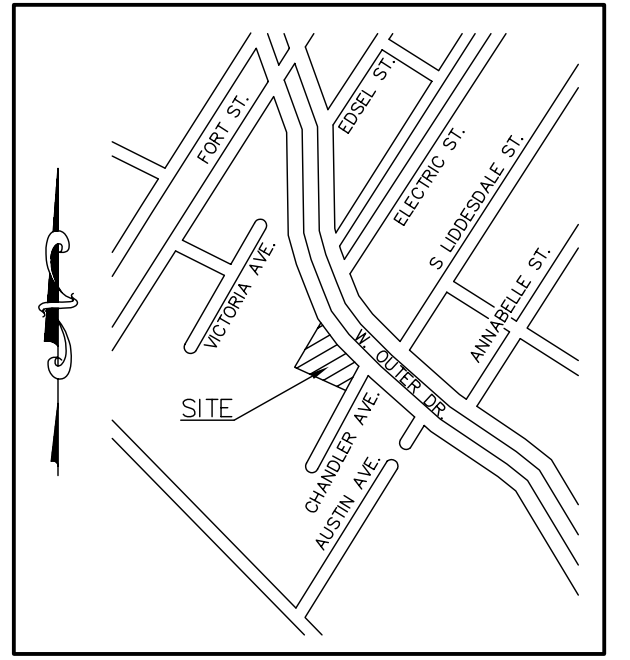 EDSEL ST.
FORT ST.
ELECTRIC ST.
S LIDDESDALE ST.
VICTORIA AVE.
ANNABELLE ST.
W. OUTER DR.
SITE
CHANDLER AVE.
AUSTIN AVE.